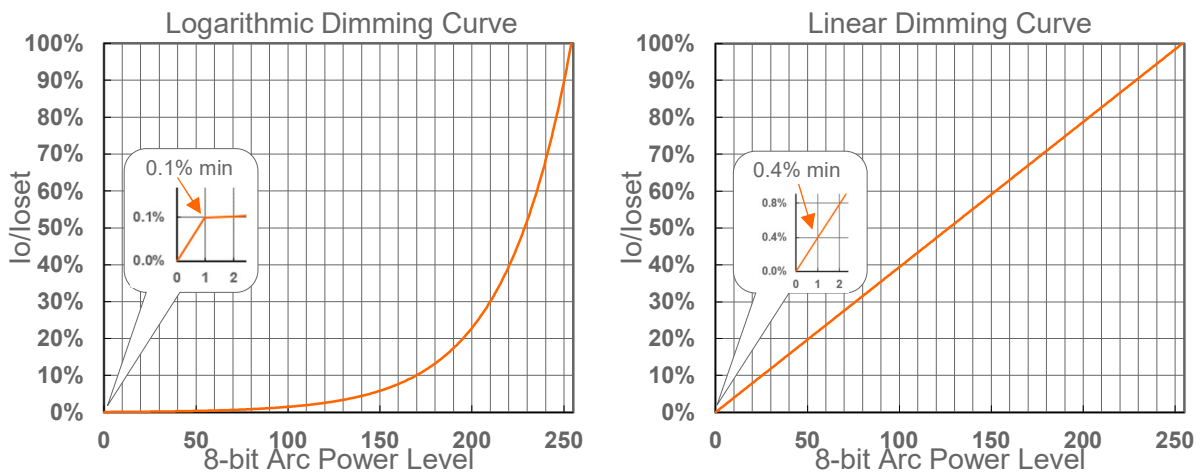 Logarithmic Dimming Curve
100%
90%
80%
70%
60%
50%
40%
30%
20%
10%
0%
Io/Ioset
0.1% min
0.1%
0.0%
0 1 2
0 50 100 150 200 250
8-bit Arc Power Level
Linear Dimming Curve
100%
90%
80%
70%
60%
50%
40%
30%
20%
10%
0%
Io/Ioset
0.4% min
0.8%
0.4%
0.0%
0 1 2
0 50 100 150 200 250
8-bit Arc Power Level